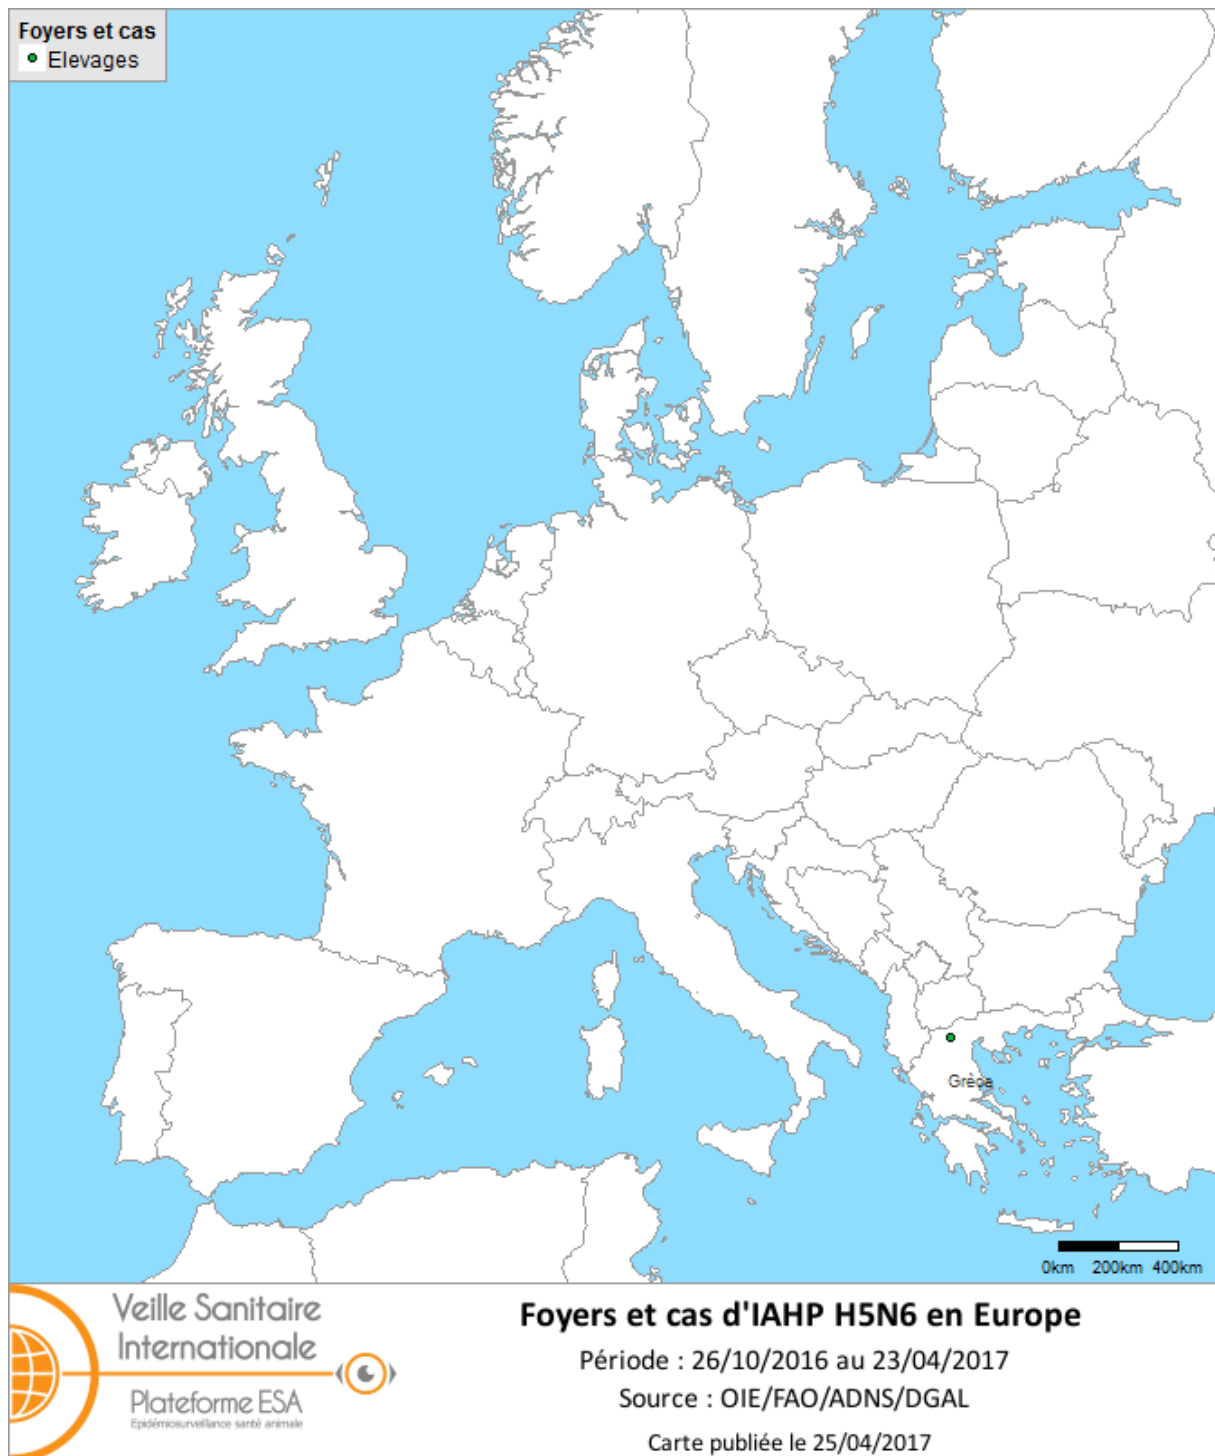 Foyers et cas
Elevages
Grèce
0km 200km 400km
Veille Sanitaire
Internationale
Plateforme ESA
Epidémiosurveillance santé animale
Foyers et cas d'IAHP H5N6 en Europe
Période : 26/10/2016 au 23/04/2017
Source : OIE/FAO/ADNS/DGAL
Carte publiée le 25/04/2017